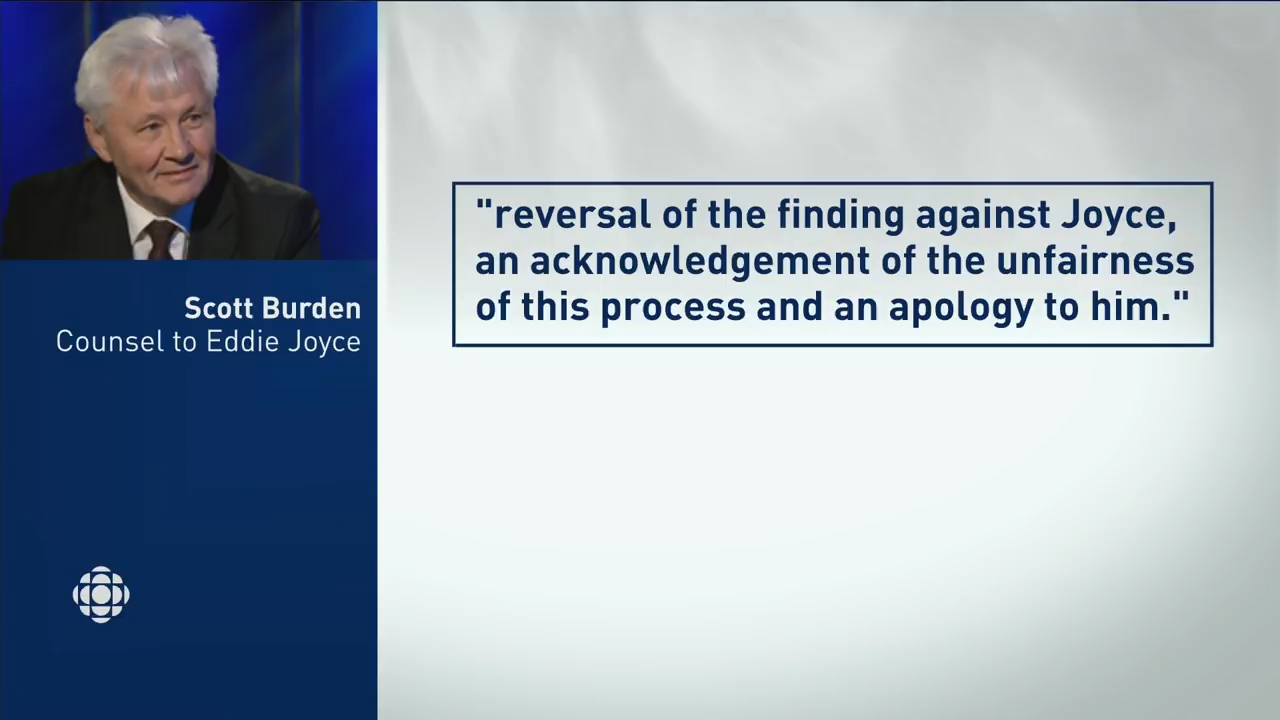 Scott Burden
Counsel to Eddie Joyce
"reversal of the finding against Joyce,
an acknowledgement of the unfairness
of this process and an apology to him."